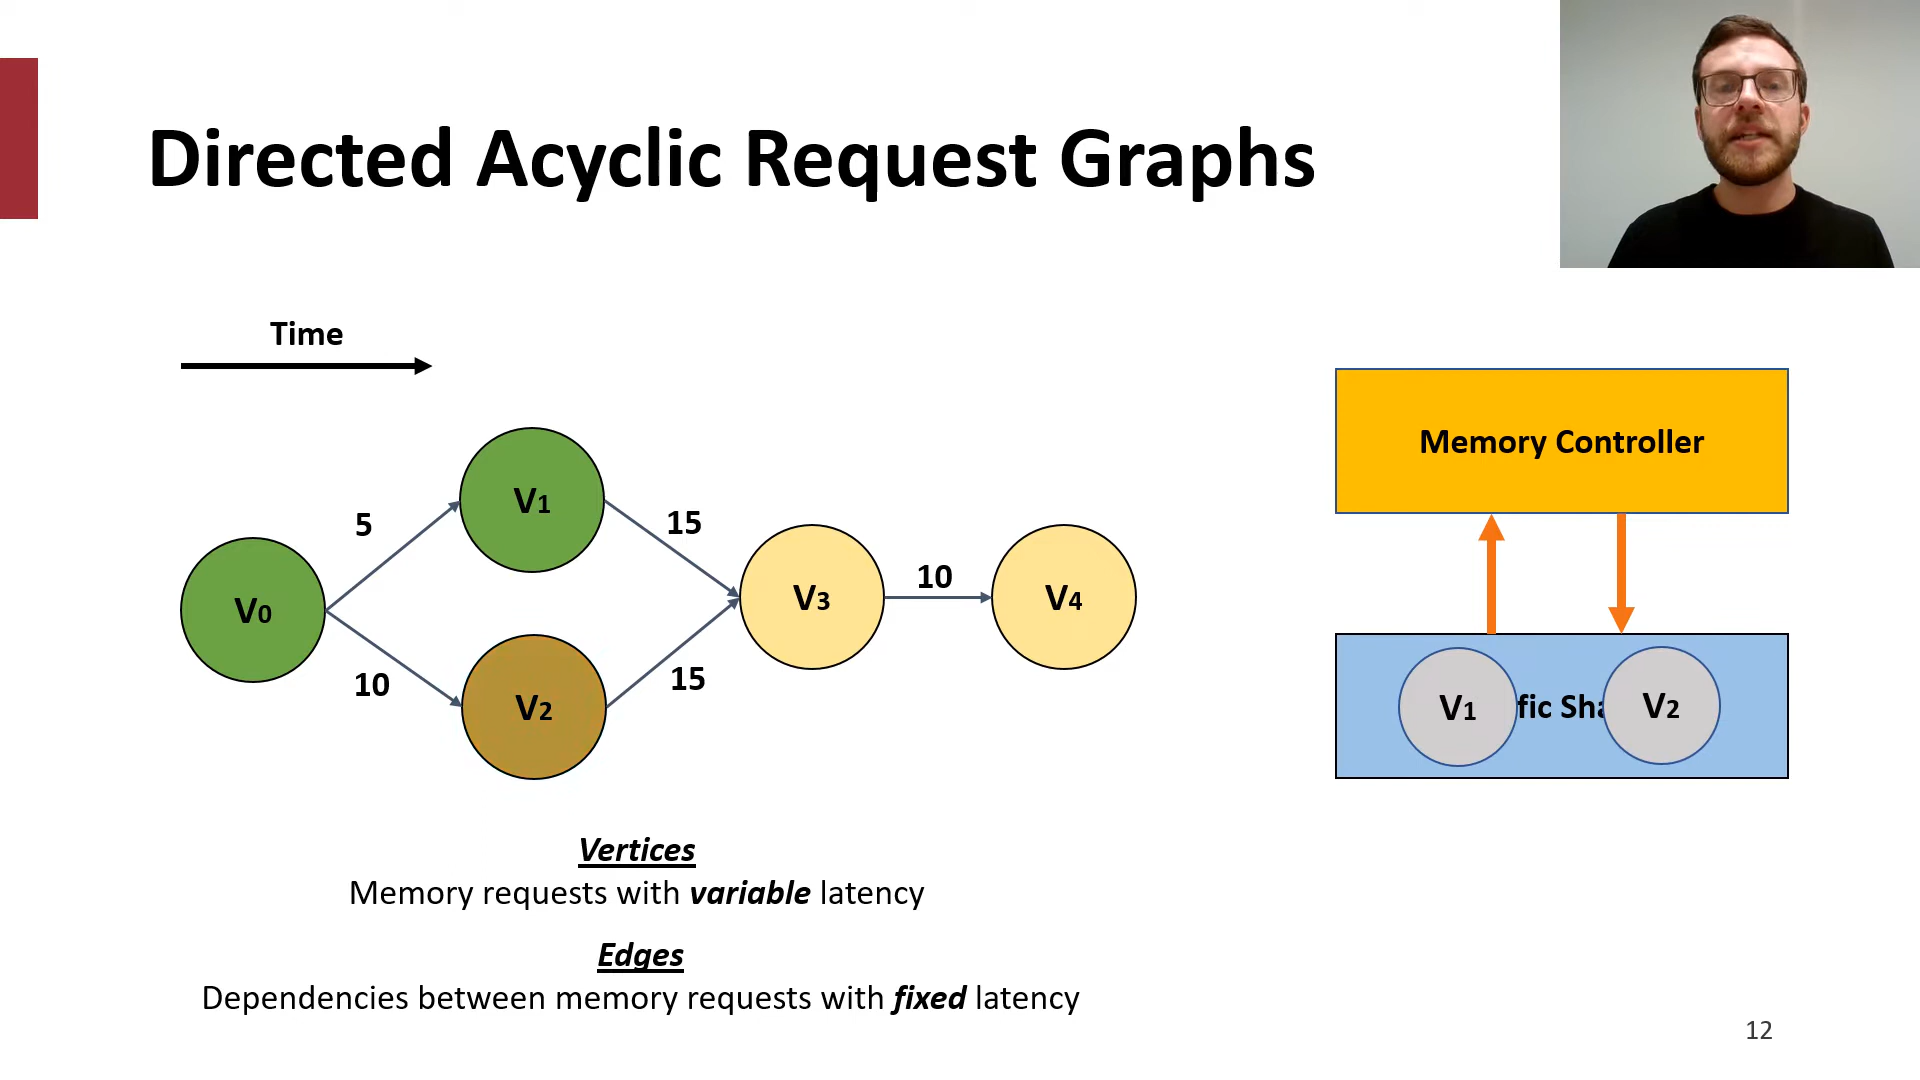 Directed Acyclic Request Graphs
Time
V0
5
10
V1
V2
15
15
V3
10
V4
Memory Controller
V1
fic Sha
V2
Vertices
Memory requests with variable latency
Edges
Dependencies between memory requests with fixed latency
12